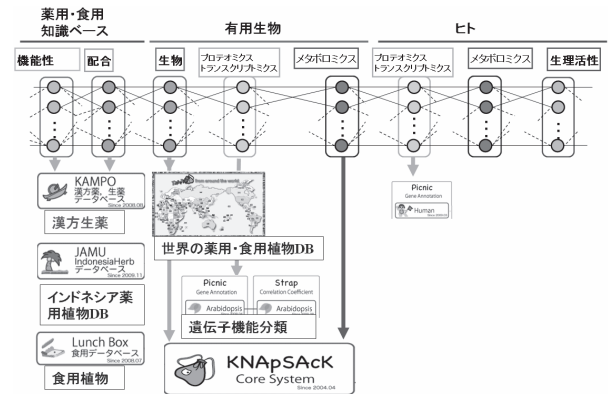 薬用・食用
知識ベース
有用生物
ヒト
機能性
配合
生物
プロテオミクス
トランスクリプトミクス
メタボロミクス
プロテオミクス
トランスクリプトミクス
メタボロミクス
生理活性
KAMPO
漢方薬, 生薬
データベース
Since 2008.08
漢方生薬
from around the world
世界の薬用・食用植物DB
Picnic
Gene Annotation
Human
JAMU
IndonesiaHerb
データベース
Since 2009.11
インドネシア薬
用植物DB
Picnic
Gene Annotation
Arabidopsis
Strap
Correlation Coefficient
Arabidopsis
遺伝子機能分類
Lunch Box
食用データベース
Since 2008.07
食用植物
KNApSAcK
Core System
Since 2004.04